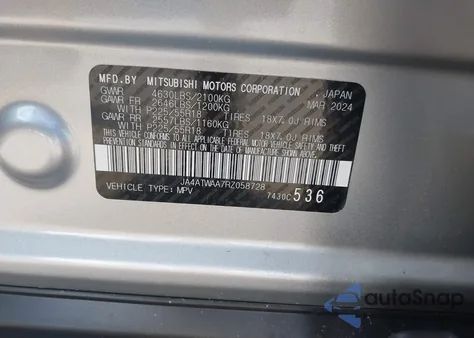 MFD.BY MITSUBISHI MOTORS CORPORATION, JAPAN
GVWR 4630LBS/2100KG MAR 2024
GAWR FR 2646LBS/1200KG
WITH P225/55R18 TIRES 18X7.0J RIMS
GAWR RR 2557LBS/1160KG
WITH P225/55R18 TIRES 18X7.0J RIMS
THIS VEHICLE CONFORMS TO ALL APPLICABLE FEDERAL MOTOR VEHICLE SAFETY, BUMPER, AND THEFT
PREVENTION STANDARDS IN EFFECT ON THE DATE OF MANUFACTURE SHOWN ABOVE.
JA4ATWAA7RZ058728
VEHICLE TYPE: MPV 7430C 536
autoSnap